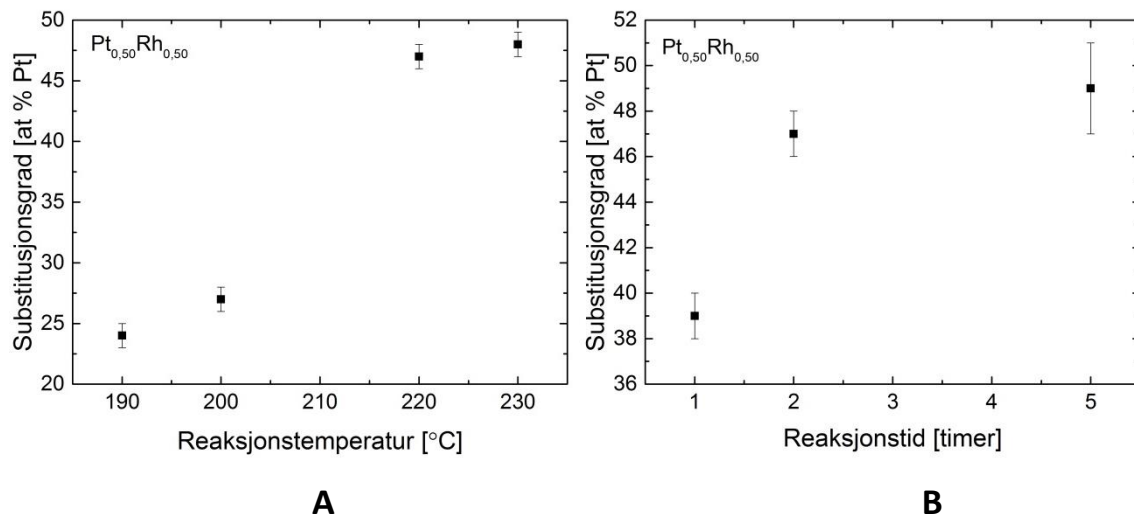 Pt0,50Rh0,50
Substitusjonsgrad [at % Pt]
50
45
40
35
30
25
20
190 200 210 220 230
Reaksjonstemperatur [°C]
A
Pt0,50Rh0,50
Substitusjonsgrad [at % Pt]
52
50
48
46
44
42
40
38
36
1 2 3 4 5
Reaksjonstid [timer]
B